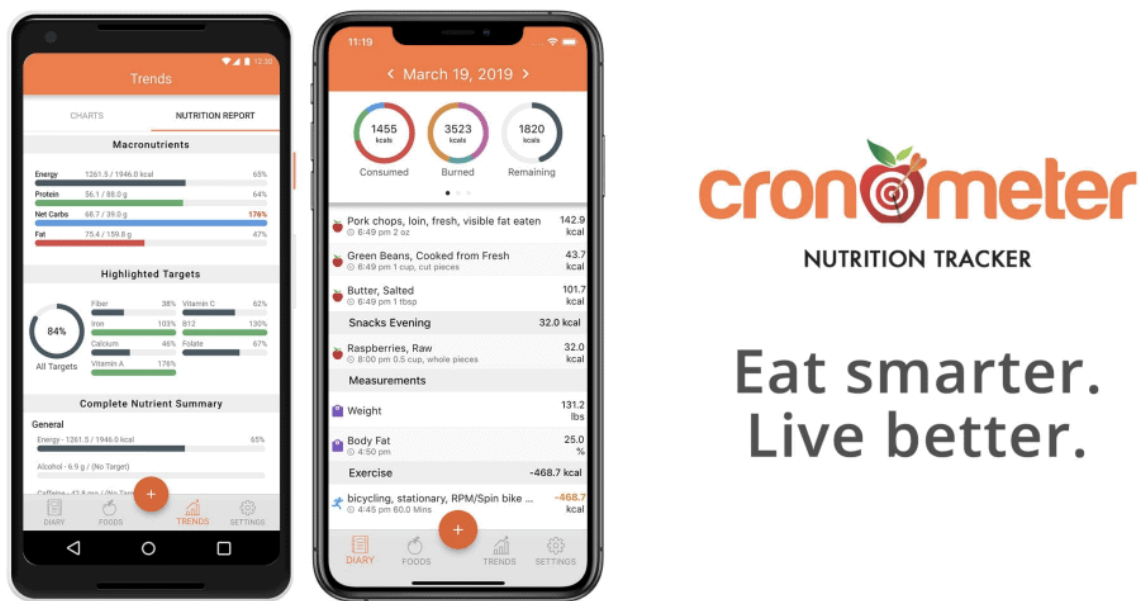 12:30
Trends
CHARTS NUTRITION REPORT
Macronutrients
Energy 1261.5 / 1946.0 kcal 65%
Protein 56.1 / 88.0 g 64%
Net Carbs 68.7 / 39.0 g 176%
Fat 75.4 / 159.8 g 47%
Highlighted Targets
84%
All Targets
Fiber 38% Vitamin C 62%
Iron 103% B12 130%
Calcium 46% Folate 67%
Vitamin A 176%
Complete Nutrient Summary
General
Energy - 1261.5 / 1946.0 kcal 65%
Alcohol - 6.9 g / (No Target)
+
DIARY FOODS TRENDS SETTINGS
11:19
< March 19, 2019 >
1455 kcals 3523 kcals 1820 kcals
Consumed Burned Remaining
Pork chops, loin, fresh, visible fat eaten 142.9
6:49 pm 2 oz kcal
Green Beans, Cooked from Fresh 43.7
6:49 pm 1 cup, cut pieces kcal
Butter, Salted 101.7
6:49 pm 1 tbsp kcal
Snacks Evening 32.0 kcal
Raspberries, Raw 32.0
8:00 pm 0.5 cup, whole pieces kcal
Measurements
Weight 131.2
lbs
Body Fat 25.0
4:50 pm %
Exercise -468.7 kcal
bicycling, stationary, RPM/Spin bike ... -468.7
4:45 pm 60.0 Mins kcal
+
DIARY FOODS TRENDS SETTINGS
cronometer
NUTRITION TRACKER
Eat smarter.
Live better.